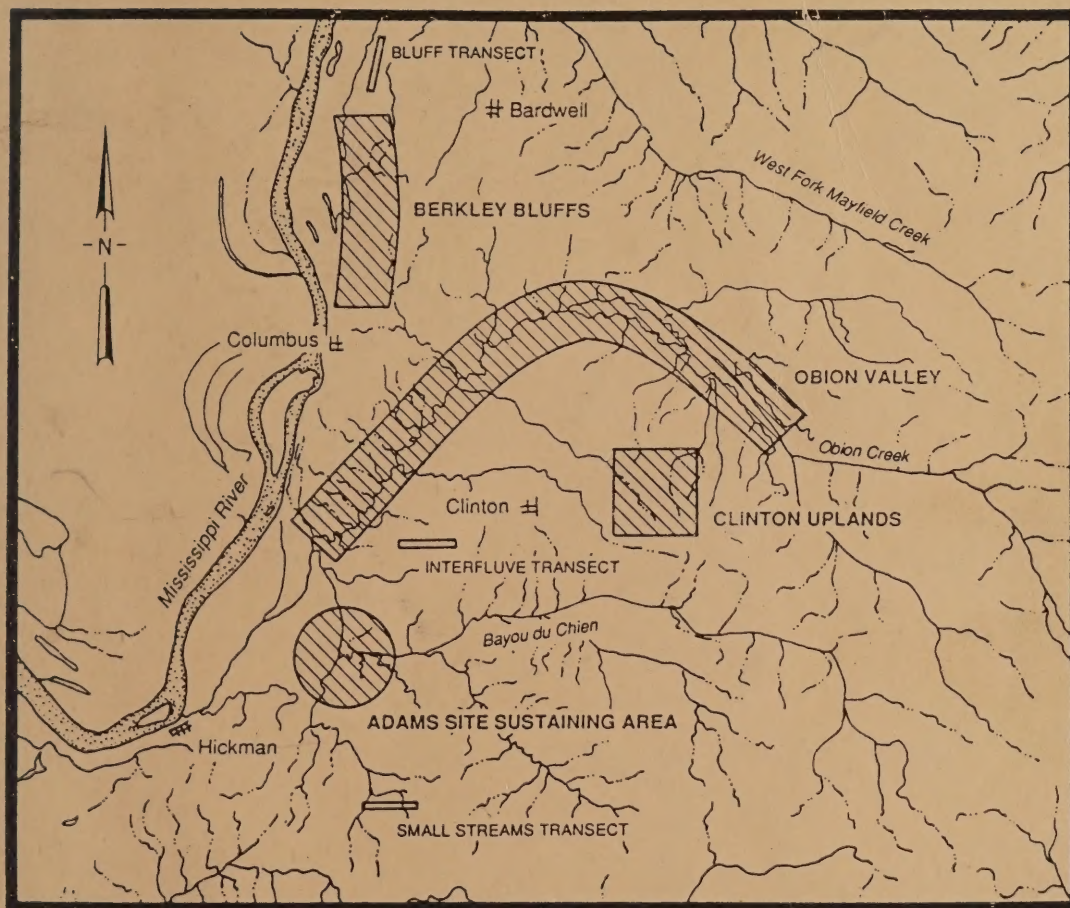 BLUFF TRANSECT
Bardwell
West Fork Mayfield Creek
BERKLEY BLUFFS
-N-
Columbus
OBION VALLEY
Obion Creek
Mississippi River
Clinton
CLINTON UPLANDS
INTERFLUVE TRANSECT
Bayou du Chien
ADAMS SITE SUSTAINING AREA
Hickman
SMALL STREAMS TRANSECT